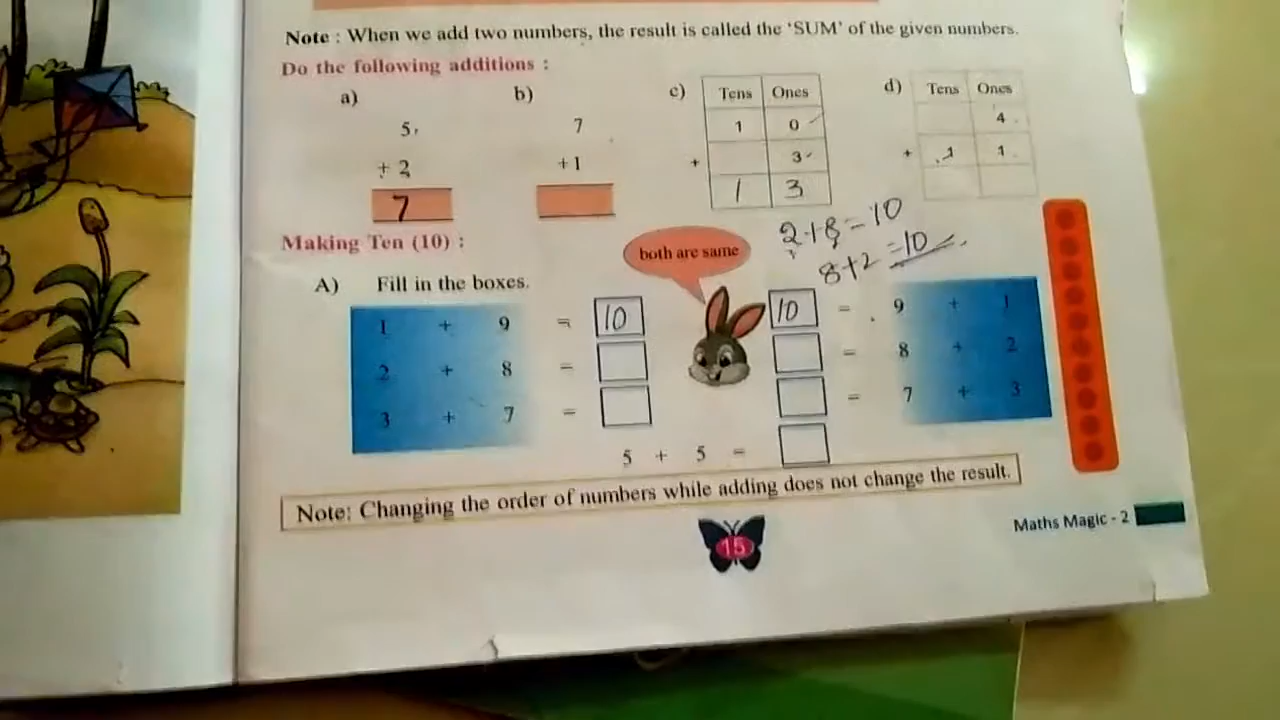 Note : When we add two numbers, the result is called the 'SUM' of the given numbers.
Do the following additions :
a)
5
+ 2
7
b)
7
+1
c)
Tens Ones
1 0
+ 3
1 3
d)
Tens Ones
4
+ 1 1
2+8=10
8+2=10
Making Ten (10) :
both are same
A) Fill in the boxes.
1 + 9 = 10
10 = 9 + 1
2 + 8 =
= 8 + 2
3 + 7 =
= 7 + 3
5 + 5 =
Note: Changing the order of numbers while adding does not change the result.
15
Maths Magic - 2